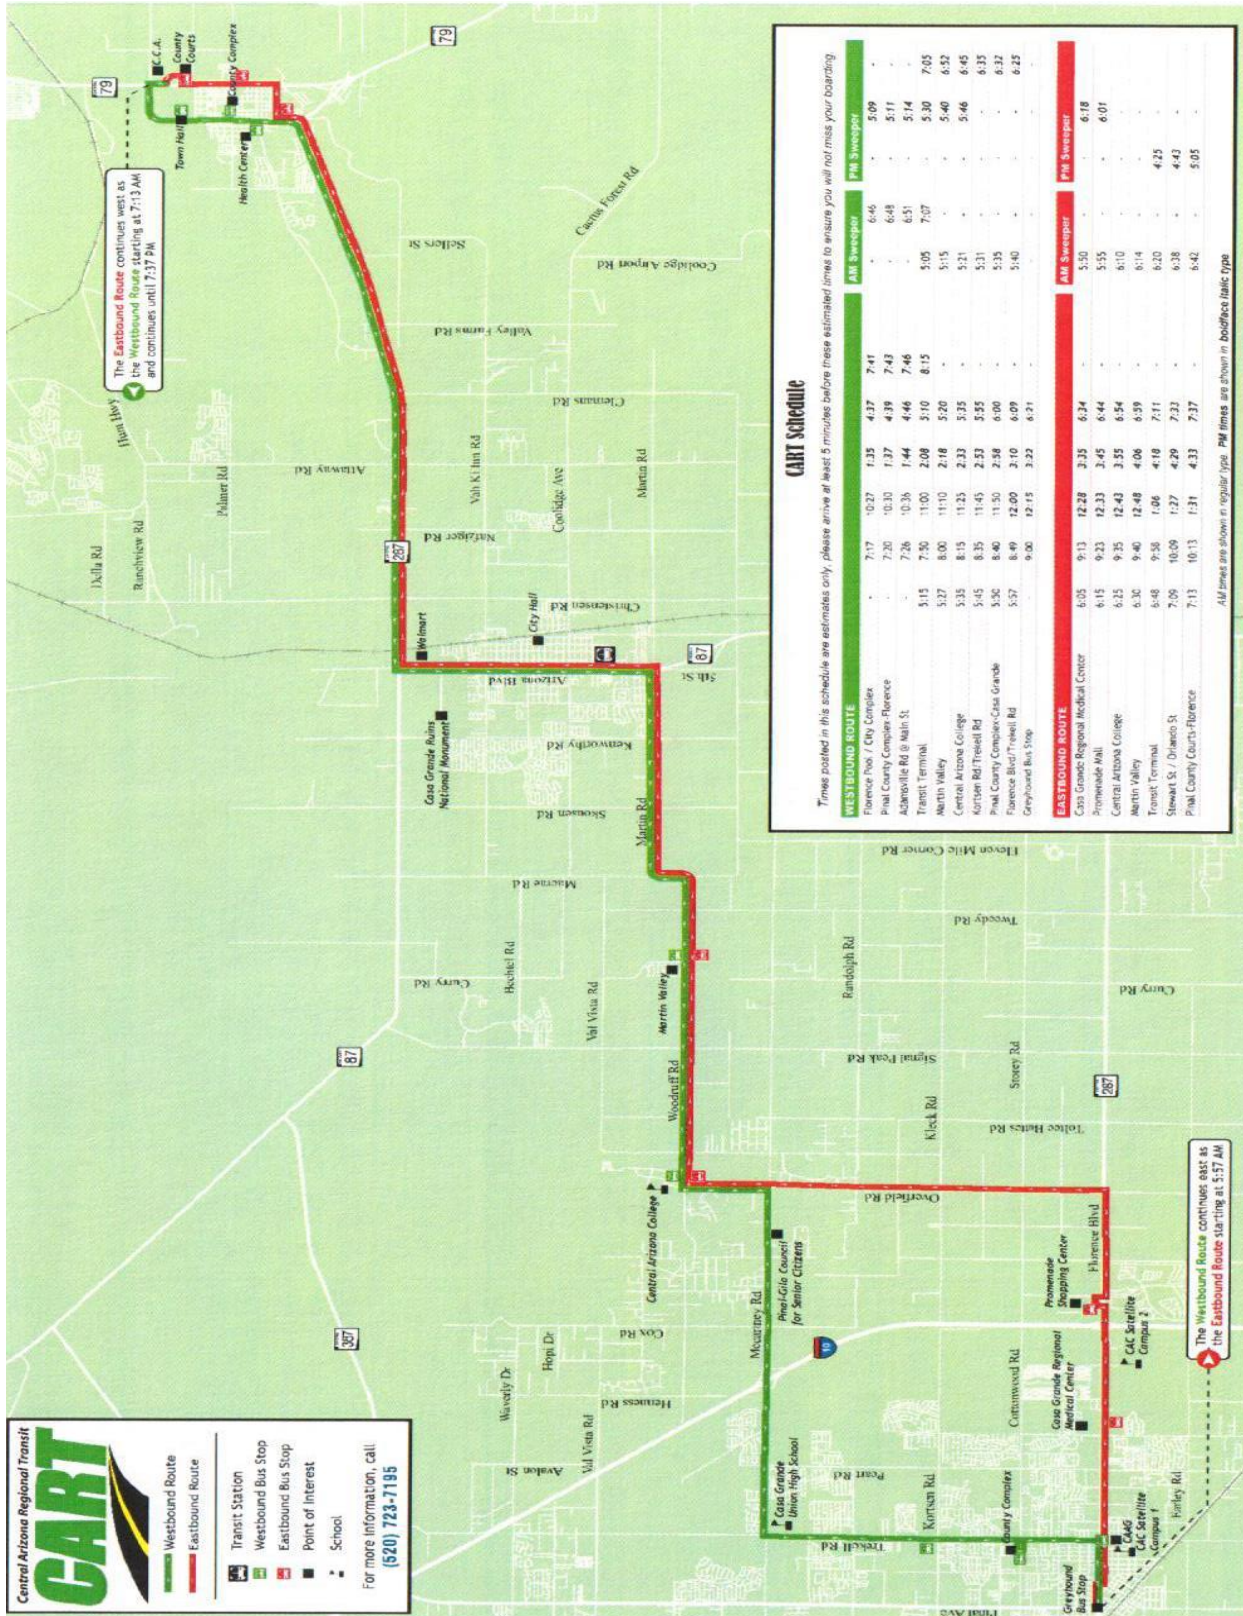 Central Arizona Regional Transit
CART
Westbound Route
Eastbound Route
Transit Station
Westbound Bus Stop
Eastbound Bus Stop
Point of Interest
School
For more information, call
(520) 723-7195
The Eastbound Route continues west as
the Westbound Route starting at 7:13 AM
and continues until 7:37 PM
79
79
C.C.A.
County
Courts
Town Hall
County Complex
Health Center
Hunt Hwy
Palmer Rd
Attaway Rd
Della Rd
Ranchview Rd
287
Sellers St
Cactus Forest Rd
Coolidge Airport Rd
Valley Farms Rd
Clemans Rd
Vah Ki Inn Rd
Coolidge Ave
Martin Rd
Nafziger Rd
Christensen Rd
Walmart
City Hall
Arizona Blvd
87
5th St
Casa Grande Ruins
National Monument
Kenworthy Rd
Skousen Rd
Martin Rd
Macrae Rd
Curry Rd
Bechtel Rd
Val Vista Rd
Martin Valley
Woodruff Rd
87
387
Central Arizona College
Eleven Mile Corner Rd
Tweedy Rd
Randolph Rd
Curry Rd
Signal Peak Rd
Storey Rd
Kleck Rd
Toltec Buttes Rd
287
Overfield Rd
Pinal-Gila Council
for Senior Citizens
Mccartney Rd
Cox Rd
Hopi Dr
Waverly Dr
Henness Rd
Val Vista Rd
Avalon St
10
Florence Blvd
Promenade
Shopping Center
CAC Satellite
Campus 2
Cottonwood Rd
Casa Grande Regional
Medical Center
Casa Grande
Union High School
Peart Rd
Kortsen Rd
County Complex
Trekell Rd
CAAG
CAC Satellite
Campus 1
Earley Rd
Greyhound
Bus Stop
Pinal Ave
The Westbound Route continues east as
the Eastbound Route starting at 5:57 AM
CART Schedule
Times posted in this schedule are estimates only, please arrive at least 5 minutes before these estimated times to ensure you will not miss your boarding.
WESTBOUND ROUTE AM Sweeper PM Sweeper
Florence Pool / City Complex - 7:17 10:27 1:35 4:37 7:41 - 6:46 - 5:09 -
Pinal County Complex-Florence - 7:20 10:30 1:37 4:39 7:43 - 6:48 - 5:11 -
Adamsville Rd @ Main St - 7:26 10:36 1:44 4:46 7:46 - 6:51 - 5:14 -
Transit Terminal 5:15 7:50 11:00 2:08 5:10 8:15 5:05 7:07 - 5:30 7:05
Martin Valley 5:27 8:00 11:10 2:18 5:20 - 5:15 - - 5:40 6:52
Central Arizona College 5:35 8:15 11:25 2:33 5:35 - 5:21 - - 5:46 6:45
Kortsen Rd/Trekell Rd 5:45 8:35 11:45 2:53 5:55 - 5:31 - - - 6:35
Pinal County Complex-Casa Grande 5:50 8:40 11:50 2:58 6:00 - 5:35 - - - 6:32
Florence Blvd/Trekell Rd 5:57 8:49 12:00 3:10 6:09 - 5:40 - - - 6:25
Greyhound Bus Stop - 9:00 12:15 3:22 6:21 - - - - - -
EASTBOUND ROUTE AM Sweeper PM Sweeper
Casa Grande Regional Medical Center 6:05 9:13 12:28 3:35 6:34 - 5:50 - - 6:18
Promenade Mall 6:15 9:23 12:33 3:45 6:44 - 5:55 - - 6:01
Central Arizona College 6:25 9:35 12:43 3:55 6:54 - 6:10 - - -
Martin Valley 6:30 9:40 12:48 4:06 6:59 - 6:14 - - -
Transit Terminal 6:48 9:58 1:06 4:18 7:11 - 6:20 - 4:25 -
Stewart St / Orlando St 7:09 10:09 1:27 4:29 7:33 - 6:38 - 4:43 -
Pinal County Courts-Florence 7:13 10:13 1:31 4:33 7:37 - 6:42 - 5:05 -
AM times are shown in regular type. PM times are shown in boldface italic type